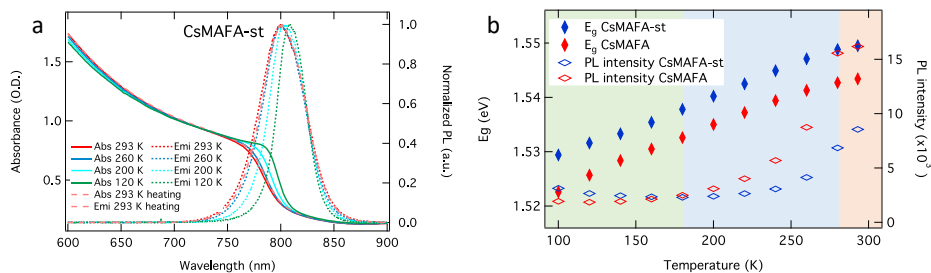 a
CsMAFA-st
Absorbance (O.D.)
1.5
1.0
0.5
Abs 293 K
Emi 293 K
Abs 260 K
Emi 260 K
Abs 200 K
Emi 200 K
Abs 120 K
Emi 120 K
Abs 293 K heating
Emi 293 K heating
600
650
700
750
800
850
900
Wavelength (nm)
1.0
0.8
0.6
0.4
0.2
0.0
Normalized PL (a.u.)
b
Eg CsMAFA-st
Eg CsMAFA
PL intensity CsMAFA-st
PL intensity CsMAFA
Eg (eV)
1.55
1.54
1.53
1.52
100
150
200
250
300
Temperature (K)
15
10
5
0
PL intensity (x10³)